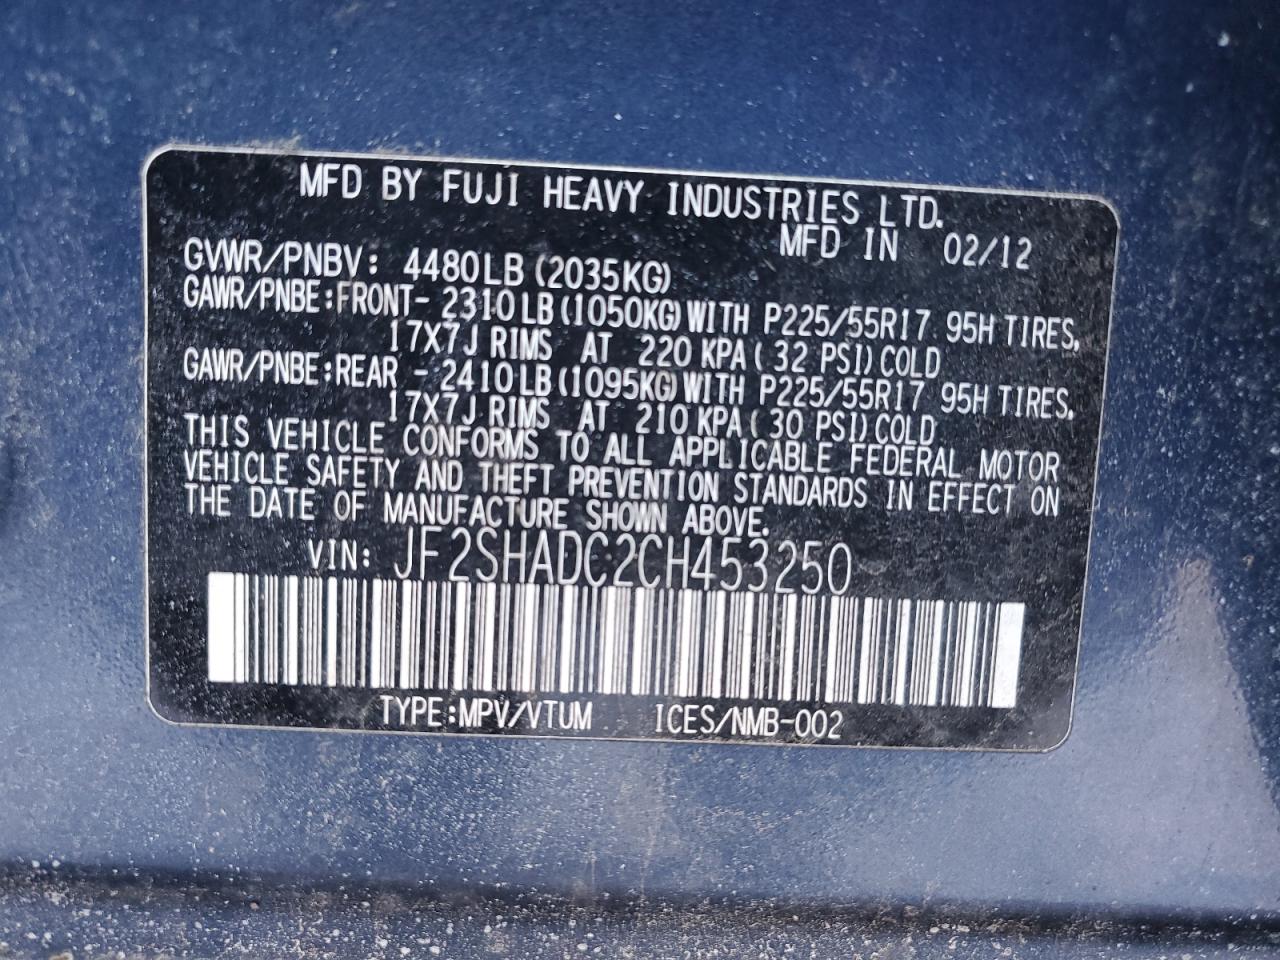 MFD BY FUJI HEAVY INDUSTRIES LTD.
MFD IN 02/12
GVWR/PNBV: 4480LB (2035KG)
GAWR/PNBE:FRONT- 2310LB(1050KG)WITH P225/55R17 95H TIRES,
17X7J RIMS AT 220 KPA( 32 PSI)COLD
GAWR/PNBE:REAR - 2410LB(1095KG)WITH P225/55R17 95H TIRES,
17X7J RIMS AT 210 KPA( 30 PSI)COLD
THIS VEHICLE CONFORMS TO ALL APPLICABLE FEDERAL MOTOR
VEHICLE SAFETY AND THEFT PREVENTION STANDARDS IN EFFECT ON
THE DATE OF MANUFACTURE SHOWN ABOVE.
VIN: JF2SHADC2CH453250
TYPE:MPV/VTUM ICES/NMB-002